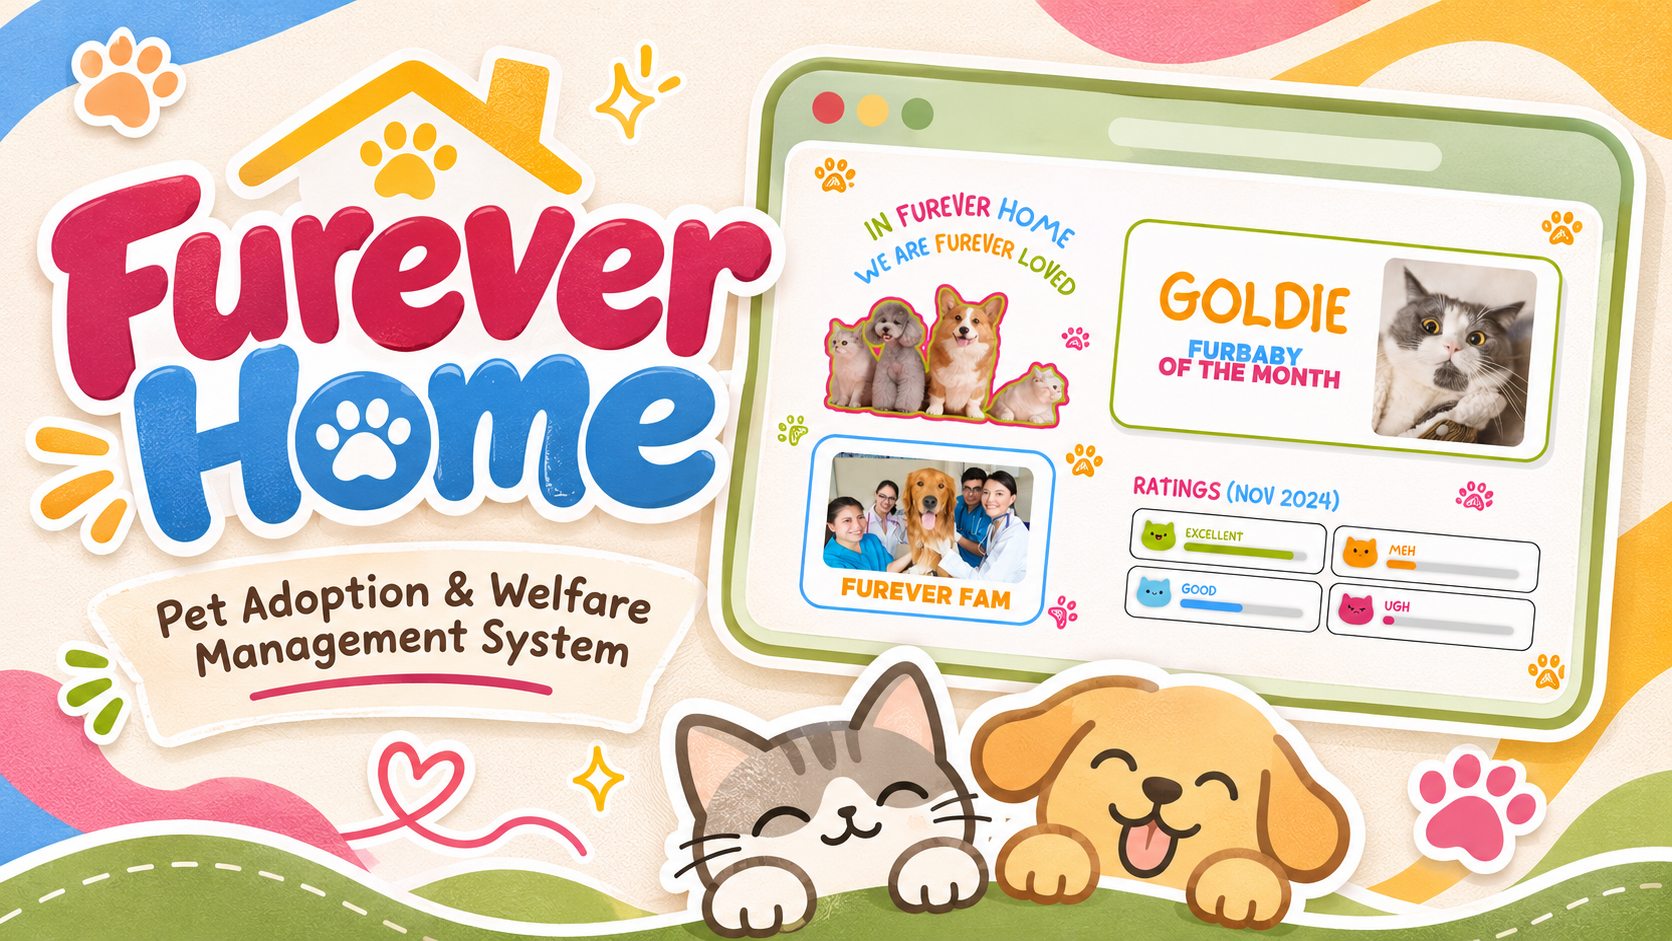 Furever
Home
Pet Adoption & Welfare
Management System
IN FUREVER HOME
WE ARE FUREVER LOVED
FUREVER FAM
GOLDIE
FURBABY
OF THE MONTH
RATINGS (NOV 2024)
EXCELLENT
MEH
GOOD
UGH